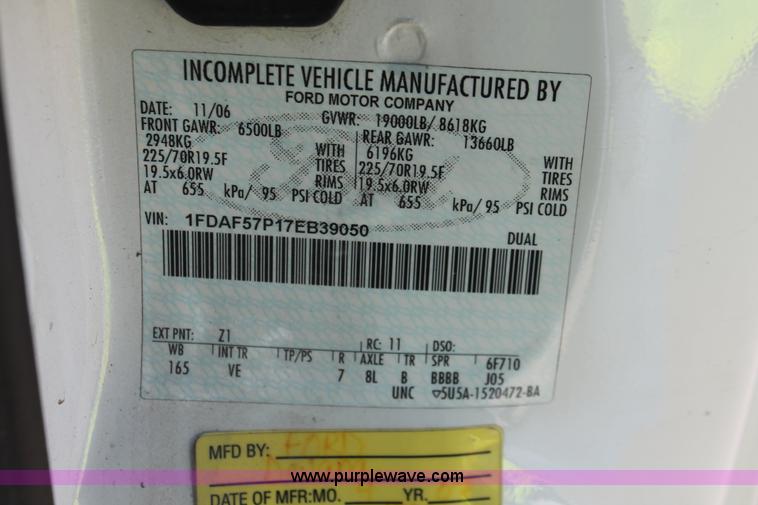 INCOMPLETE VEHICLE MANUFACTURED BY
FORD MOTOR COMPANY
DATE: 11/06 GVWR: 19000LB/ 8618KG
FRONT GAWR: 6500LB REAR GAWR: 13660LB
2948KG WITH 6196KG WITH
225/70R19.5F TIRES 225/70R19.5F TIRES
19.5x6.0RW RIMS 19.5x6.0RW RIMS
AT 655 kPa/ 95 PSI COLD AT 655 kPa/ 95 PSI COLD
VIN: 1FDAF57P17EB39050 DUAL
EXT PNT: Z1 RC: 11 DSO:
WB INT TR TP/PS R AXLE TR SPR 6F710
165 VE 7 8L B BBBB J05
UNC 5U5A-1520472-BA
MFD BY: FORD
www.purplewave.com
DATE OF MFR: MO. YR.